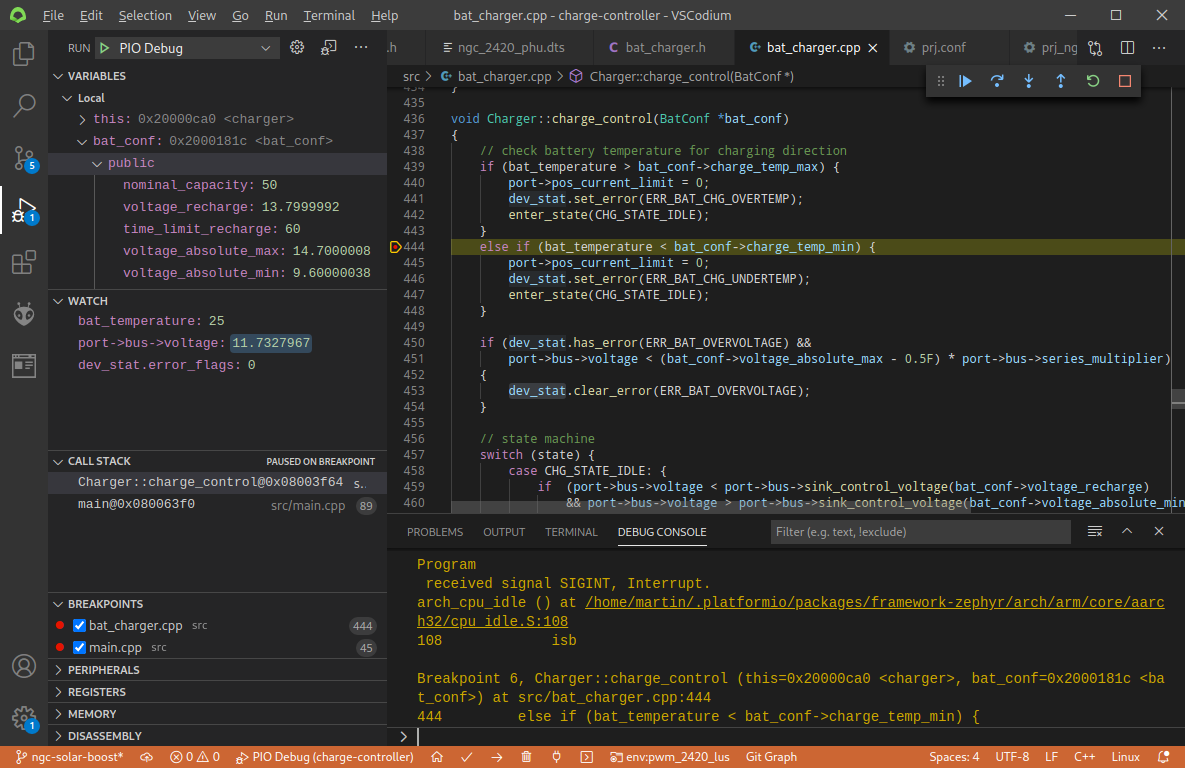 File Edit Selection View Go Run Terminal Help bat_charger.cpp - charge-controller - VSCodium
RUN PIO Debug
.h ngc_2420_phu.dts bat_charger.h bat_charger.cpp prj.conf prj_ng
src > bat_charger.cpp > Charger::charge_control(BatConf *)
VARIABLES
Local
this: 0x20000ca0 <charger>
bat_conf: 0x2000181c <bat_conf>
public
nominal_capacity: 50
voltage_recharge: 13.7999992
time_limit_recharge: 60
voltage_absolute_max: 14.7000008
voltage_absolute_min: 9.60000038
WATCH
bat_temperature: 25
port->bus->voltage: 11.7327967
dev_stat.error_flags: 0
CALL STACK PAUSED ON BREAKPOINT
Charger::charge_control@0x08003f64 s..
main@0x080063f0 src/main.cpp 89
BREAKPOINTS
bat_charger.cpp src 444
main.cpp src 45
PERIPHERALS
REGISTERS
MEMORY
DISASSEMBLY
5
1
1
434 }
435
436 void Charger::charge_control(BatConf *bat_conf)
437 {
438 // check battery temperature for charging direction
439 if (bat_temperature > bat_conf->charge_temp_max) {
440 port->pos_current_limit = 0;
441 dev_stat.set_error(ERR_BAT_CHG_OVERTEMP);
442 enter_state(CHG_STATE_IDLE);
443 }
444 else if (bat_temperature < bat_conf->charge_temp_min) {
445 port->pos_current_limit = 0;
446 dev_stat.set_error(ERR_BAT_CHG_UNDERTEMP);
447 enter_state(CHG_STATE_IDLE);
448 }
449
450 if (dev_stat.has_error(ERR_BAT_OVERVOLTAGE) &&
451 port->bus->voltage < (bat_conf->voltage_absolute_max - 0.5F) * port->bus->series_multiplier)
452 {
453 dev_stat.clear_error(ERR_BAT_OVERVOLTAGE);
454 }
455
456 // state machine
457 switch (state) {
458 case CHG_STATE_IDLE: {
459 if (port->bus->voltage < port->bus->sink_control_voltage(bat_conf->voltage_recharge)
460 && port->bus->voltage > port->bus->sink_control_voltage(bat_conf->voltage_absolute_min
PROBLEMS OUTPUT TERMINAL DEBUG CONSOLE Filter (e.g. text, !exclude)
Program
received signal SIGINT, Interrupt.
arch_cpu_idle () at /home/martin/.platformio/packages/framework-zephyr/arch/arm/core/aarc
h32/cpu_idle.S:108
108 isb
Breakpoint 6, Charger::charge_control (this=0x20000ca0 <charger>, bat_conf=0x2000181c <ba
t_conf>) at src/bat_charger.cpp:444
444 else if (bat_temperature < bat_conf->charge_temp_min) {
>
ngc-solar-boost* 0 0 PIO Debug (charge-controller) env:pwm_2420_lus Git Graph Spaces: 4 UTF-8 LF C++ Linux